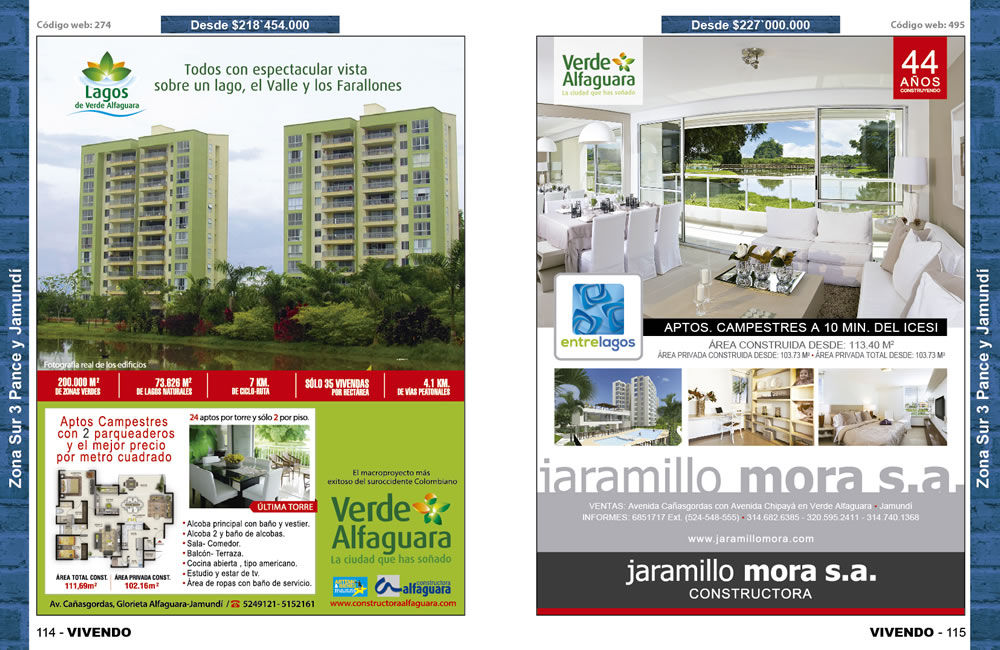 Código web: 274
Desde $218`454.000
Lagos
de Verde Alfaguara
Todos con espectacular vista
sobre un lago, el Valle y los Farallones
Fotografía real de los edificios
200.000 M²
DE ZONAS VERDES
73.626 M²
DE LAGOS NATURALES
7 KM.
DE CICLO-RUTA
SÓLO 35 VIVENDAS
POR HECTÁREA
4.1 KM.
DE VÍAS PEATONALES
Aptos Campestres
con 2 parqueaderos
y el mejor precio
por metro cuadrado
ÁREA TOTAL CONST.
111,69m²
ÁREA PRIVADA CONST.
102.16m²
24 aptos por torre y sólo 2 por piso.
ÚLTIMA TORRE
• Alcoba principal con baño y vestier.
• Alcoba 2 y baño de alcobas.
• Sala- Comedor.
• Balcón- Terraza.
• Cocina abierta , tipo americano.
• Estudio y estar de tv.
• Área de ropas con baño de servicio.
El macroproyecto más
exitoso del suroccidente Colombiano
Verde
Alfaguara
La ciudad que has soñado
constructora
alfaguara
Av. Cañasgordas, Glorieta Alfaguara-Jamundí / ☎ 5249121- 5152161
www.constructoraalfaguara.com
114 - VIVENDO
Zona Sur 3 Pance y Jamundí
Desde $227`000.000
Código web: 495
Verde
Alfaguara
La ciudad que has soñado
44
AÑOS
CONSTRUYENDO
entrelagos
APTOS. CAMPESTRES A 10 MIN. DEL ICESI
ÁREA CONSTRUIDA DESDE: 113.40 M²
ÁREA PRIVADA CONSTRUIDA DESDE: 103.73 M² • ÁREA PRIVADA TOTAL DESDE: 103.73 M²
jaramillo mora s.a.
VENTAS: Avenida Cañasgordas con Avenida Chipayá en Verde Alfaguara • Jamundí
INFORMES: 6851717 Ext. (524-548-555) • 314.682.6385 - 320.595.2411 - 314 740.1368
www.jaramillomora.com
jaramillo mora s.a.
CONSTRUCTORA
VIVENDO - 115
Zona Sur 3 Pance y Jamundí